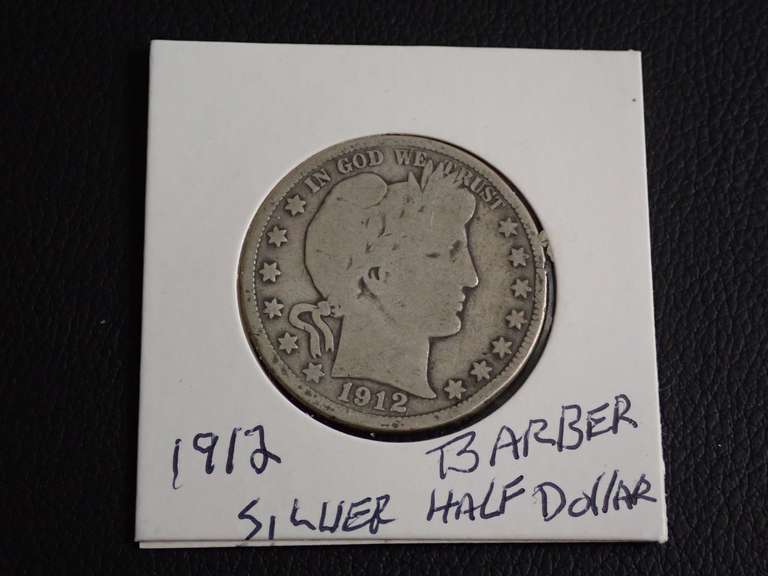 IN GOD WE TRUST
1912
1912 BARBER
SILVER HALF DOllAR